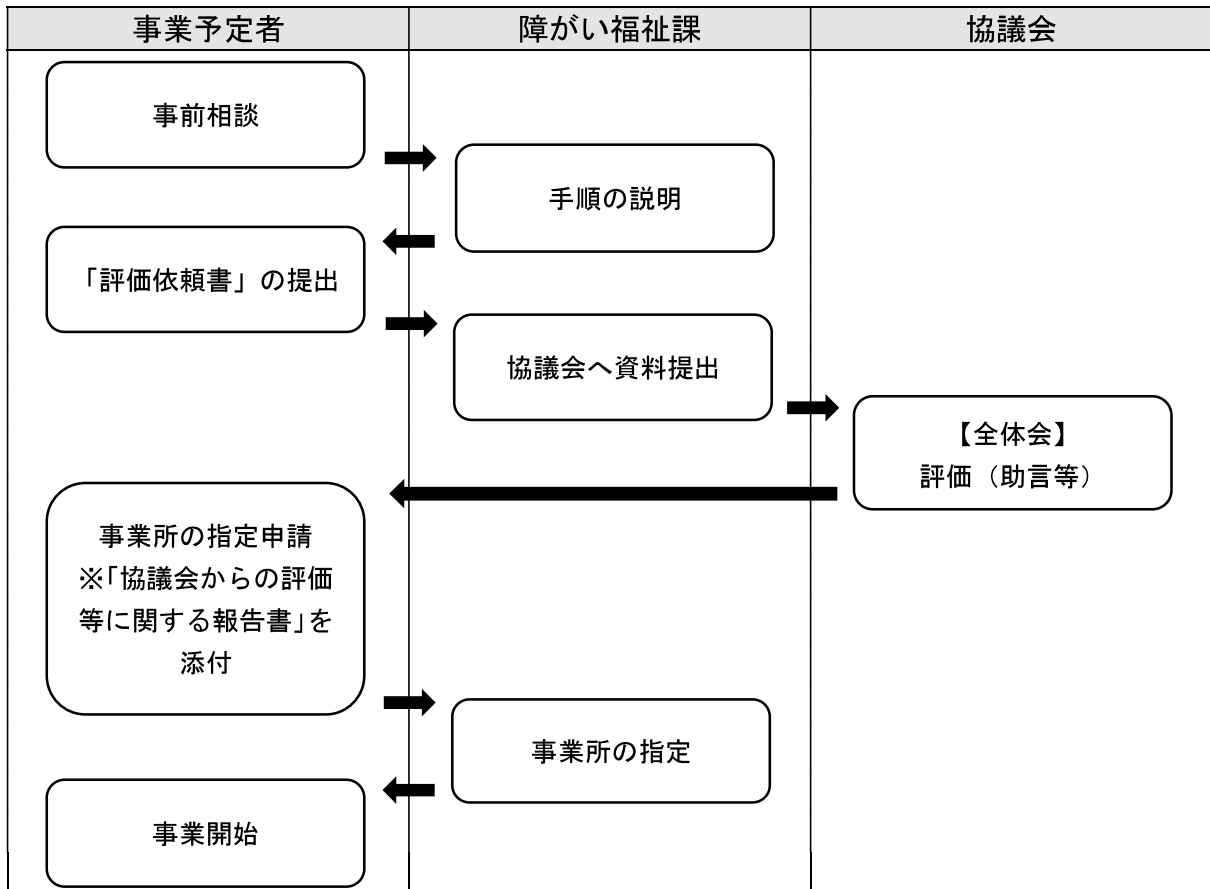 事業予定者
障がい福祉課
協議会
事前相談
手順の説明
「評価依頼書」の提出
協議会へ資料提出
【全体会】
評価（助言等）
事業所の指定申請
※「協議会からの評価
等に関する報告書」を
添付
事業所の指定
事業開始